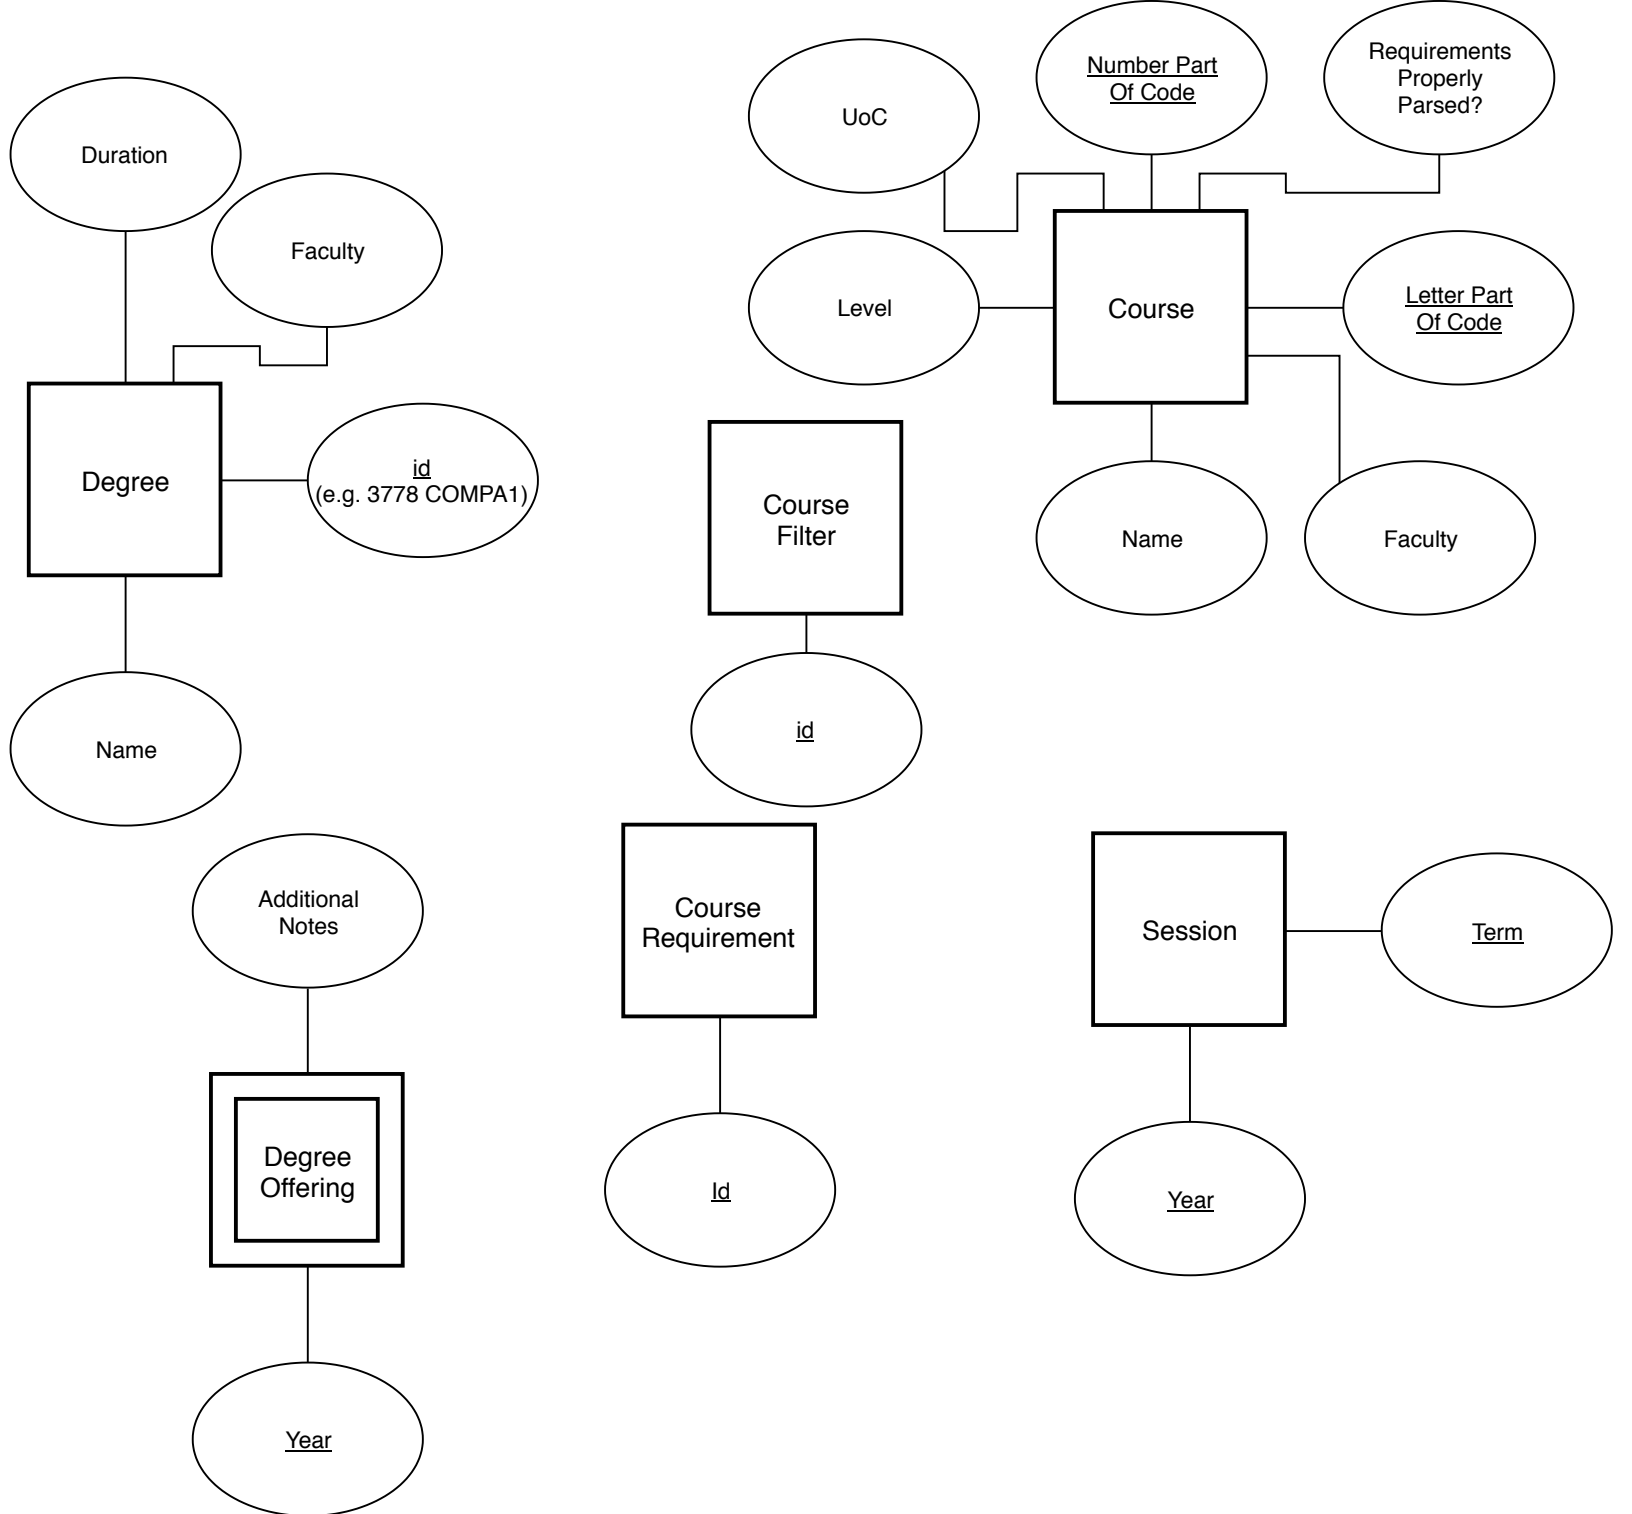 Duration
Faculty
Degree
id
(e.g. 3778 COMPA1)
Name
UoC
Number Part
Of Code
Requirements
Properly
Parsed?
Level
Course
Letter Part
Of Code
Name
Faculty
Course
Filter
id
Additional
Notes
Degree
Offering
Year
Course
Requirement
Id
Session
Term
Year